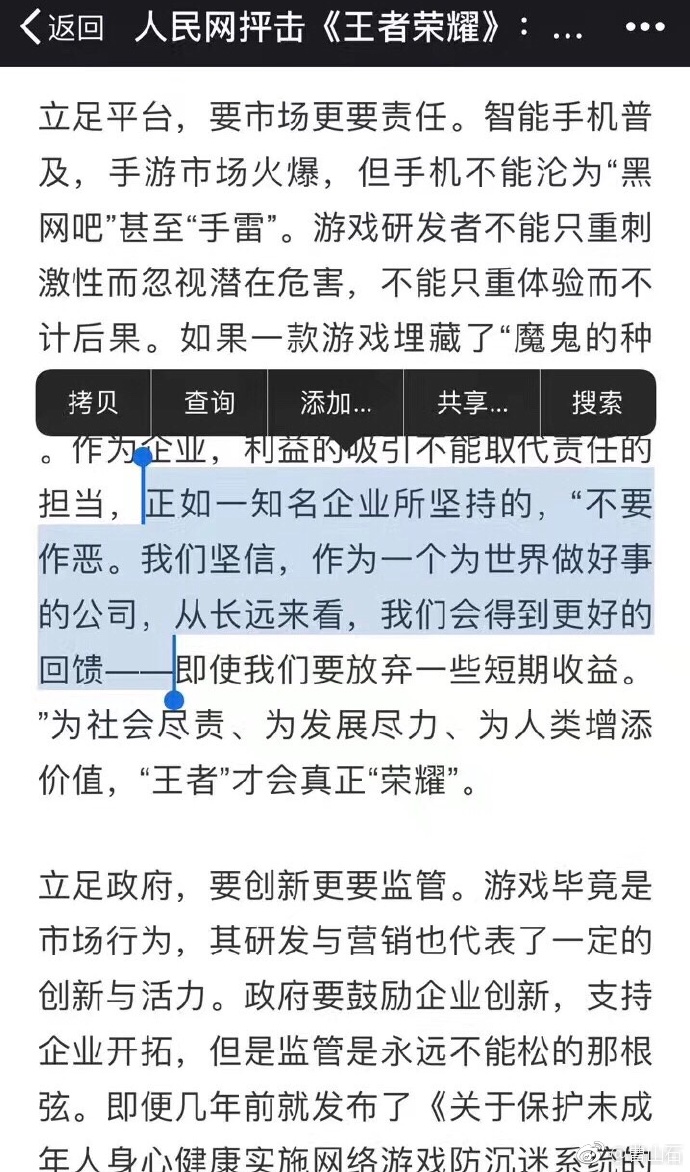 返回 人民网抨击《王者荣耀》：...
立足平台，要市场更要责任。智能手机普
及，手游市场火爆，但手机不能沦为“黑
网吧”甚至“手雷”。游戏研发者不能只重刺
激性而忽视潜在危害，不能只重体验而不
计后果。如果一款游戏埋藏了“魔鬼的种
拷贝 查询 添加... 共享... 搜索
。作为企业，利益的吸引不能取代责任的
担当，正如一知名企业所坚持的，“不要
作恶。我们坚信，作为一个为世界做好事
的公司，从长远来看，我们会得到更好的
回馈——即使我们要放弃一些短期收益。
”为社会尽责、为发展尽力、为人类增添
价值，“王者”才会真正“荣耀”。
立足政府，要创新更要监管。游戏毕竟是
市场行为，其研发与营销也代表了一定的
创新与活力。政府要鼓励企业创新，支持
企业开拓，但是监管是永远不能松的那根
弦。即便几年前就发布了《关于保护未成
年人身心健康实施网络游戏防沉迷系